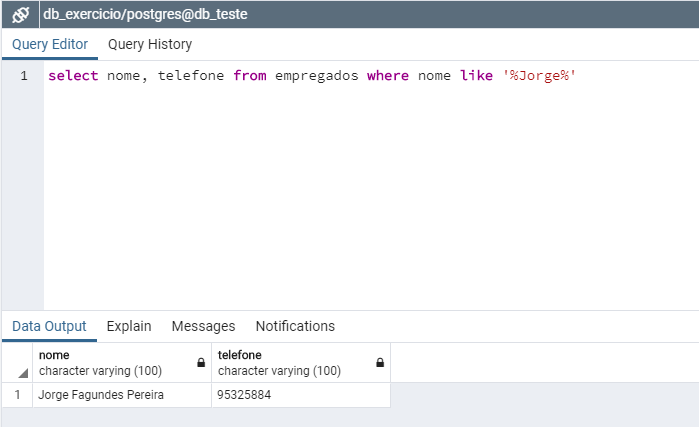 db_exercicio/postgres@db_teste
Query Editor Query History
1 select nome, telefone from empregados where nome like '%Jorge%'
Data Output Explain Messages Notifications
nome telefone
character varying (100) character varying (100)
1 Jorge Fagundes Pereira 95325884